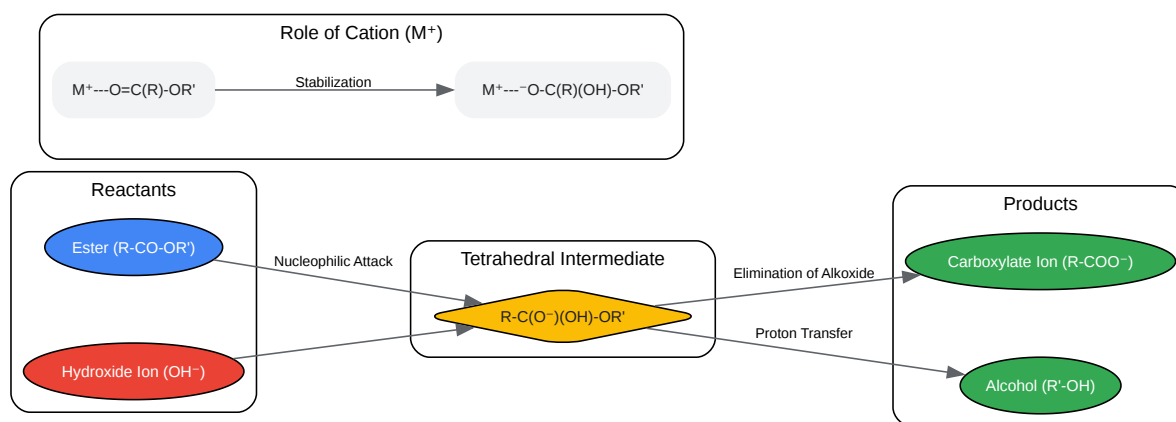 Role of Cation (M⁺)
M⁺---O=C(R)-OR'
Stabilization
M⁺---⁻O-C(R)(OH)-OR'
Reactants
Ester (R-CO-OR')
Hydroxide Ion (OH⁻)
Nucleophilic Attack
Tetrahedral Intermediate
R-C(O⁻)(OH)-OR'
Elimination of Alkoxide
Proton Transfer
Products
Carboxylate Ion (R-COO⁻)
Alcohol (R'-OH)